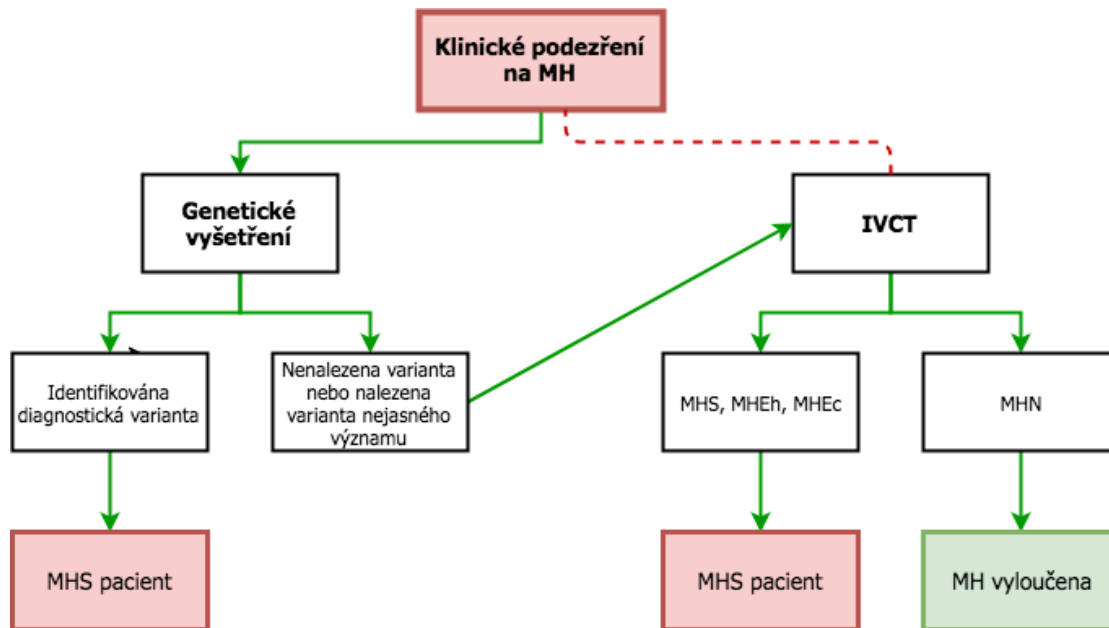 Klinické podezření
na MH
Genetické
vyšetření
IVCT
Identifikována
diagnostická varianta
Nenalezena varianta
nebo nalezena
varianta nejasného
významu
MHS, MHEh, MHEc
MHN
MHS pacient
MHS pacient
MH vyloučena